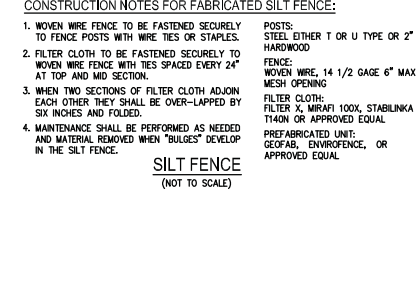 CONSTRUCTION NOTES FOR FABRICATED SILT FENCE:
1. WOVEN WIRE FENCE TO BE FASTENED SECURELY
TO FENCE POSTS WITH WIRE TIES OR STAPLES.
2. FILTER CLOTH TO BE FASTENED SECURELY TO
WOVEN WIRE FENCE WITH TIES SPACED EVERY 24"
AT TOP AND MID SECTION.
3. WHEN TWO SECTIONS OF FILTER CLOTH ADJOIN
EACH OTHER THEY SHALL BE OVER-LAPPED BY
SIX INCHES AND FOLDED.
4. MAINTENANCE SHALL BE PERFORMED AS NEEDED
AND MATERIAL REMOVED WHEN "BULGES" DEVELOP
IN THE SILT FENCE.
POSTS:
STEEL EITHER T OR U TYPE OR 2"
HARDWOOD
FENCE:
WOVEN WIRE, 14 1/2 GAGE 6" MAX
MESH OPENING
FILTER CLOTH:
FILTER X, MIRAFI 100X, STABILINKA
T140N OR APPROVED EQUAL
PREFABRICATED UNIT:
GEOFAB, ENVIROFENCE, OR
APPROVED EQUAL
SILT FENCE
(NOT TO SCALE)